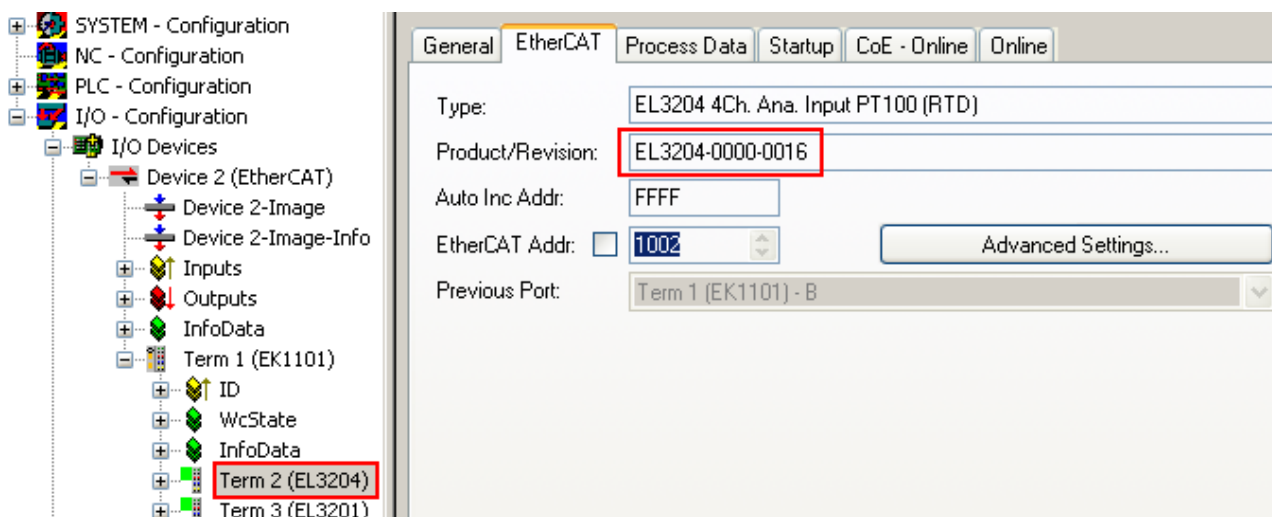 SYSTEM - Configuration
NC - Configuration
PLC - Configuration
I/O - Configuration
I/O Devices
Device 2 (EtherCAT)
Device 2-Image
Device 2-Image-Info
Inputs
Outputs
InfoData
Term 1 (EK1101)
ID
WcState
InfoData
Term 2 (EL3204)
Term 3 (EL3201)
General EtherCAT Process Data Startup CoE - Online Online
Type: EL3204 4Ch. Ana. Input PT100 (RTD)
Product/Revision: EL3204-0000-0016
Auto Inc Addr: FFFF
EtherCAT Addr: 1002 Advanced Settings...
Previous Port: Term 1 (EK1101) - B